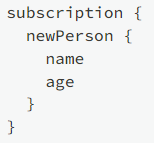 subscription {
  newPerson {
    name
    age
  }
}